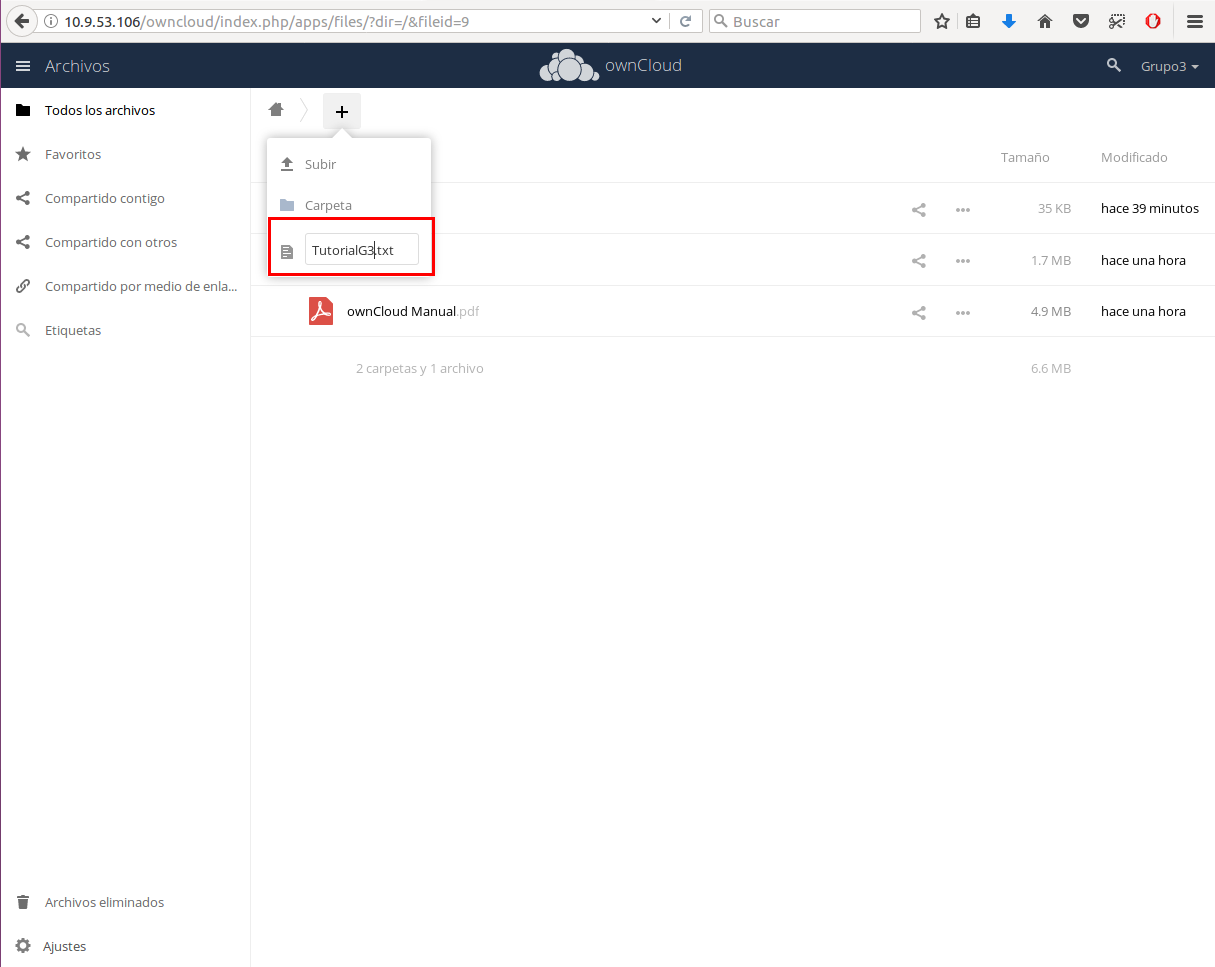 10.9.53.106/owncloud/index.php/apps/files/?dir=/&fileid=9
Buscar
Archivos
ownCloud
Grupo3
Todos los archivos
Favoritos
Compartido contigo
Compartido con otros
Compartido por medio de enla...
Etiquetas
Subir
Carpeta
TutorialG3.txt
Tamaño Modificado
35 KB hace 39 minutos
1.7 MB hace una hora
ownCloud Manual.pdf 4.9 MB hace una hora
2 carpetas y 1 archivo 6.6 MB
Archivos eliminados
Ajustes